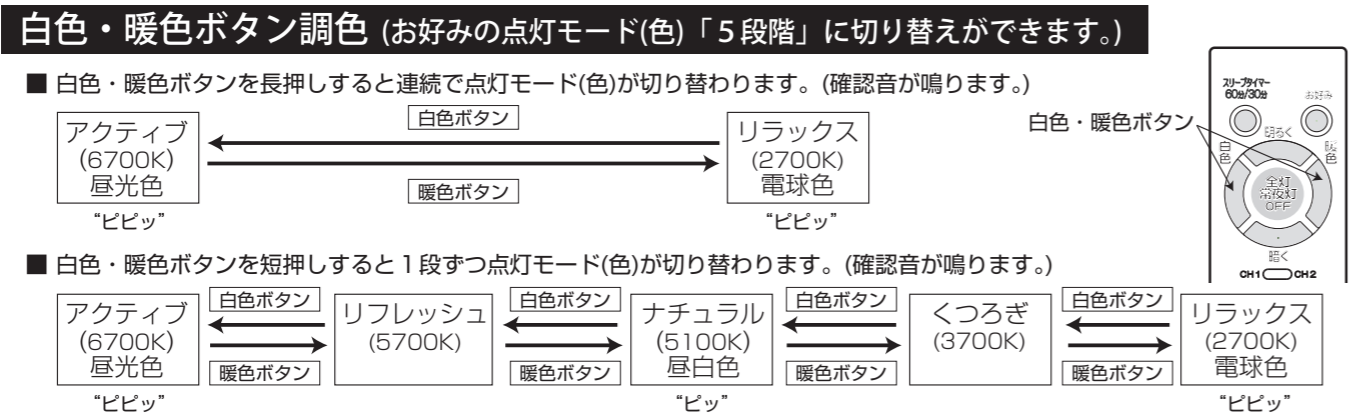 白色・暖色ボタン調色 (お好みの点灯モード(色)「５段階」に切り替えができます。)
■ 白色・暖色ボタンを長押しすると連続で点灯モード(色)が切り替わります。(確認音が鳴ります。)
アクティブ
(6700K)
昼光色
“ピピッ”
白色ボタン
暖色ボタン
リラックス
(2700K)
電球色
“ピピッ”
白色・暖色ボタン
スリープタイマー
60分/30分
お好み
明るく
白色
暖色
全灯
常夜灯
OFF
暗く
CH1 CH2
■ 白色・暖色ボタンを短押しすると１段ずつ点灯モード(色)が切り替わります。(確認音が鳴ります。)
アクティブ
(6700K)
昼光色
“ピピッ”
白色ボタン
暖色ボタン
リフレッシュ
(5700K)
白色ボタン
暖色ボタン
ナチュラル
(5100K)
昼白色
“ピッ”
白色ボタン
暖色ボタン
くつろぎ
(3700K)
白色ボタン
暖色ボタン
リラックス
(2700K)
電球色
“ピピッ”